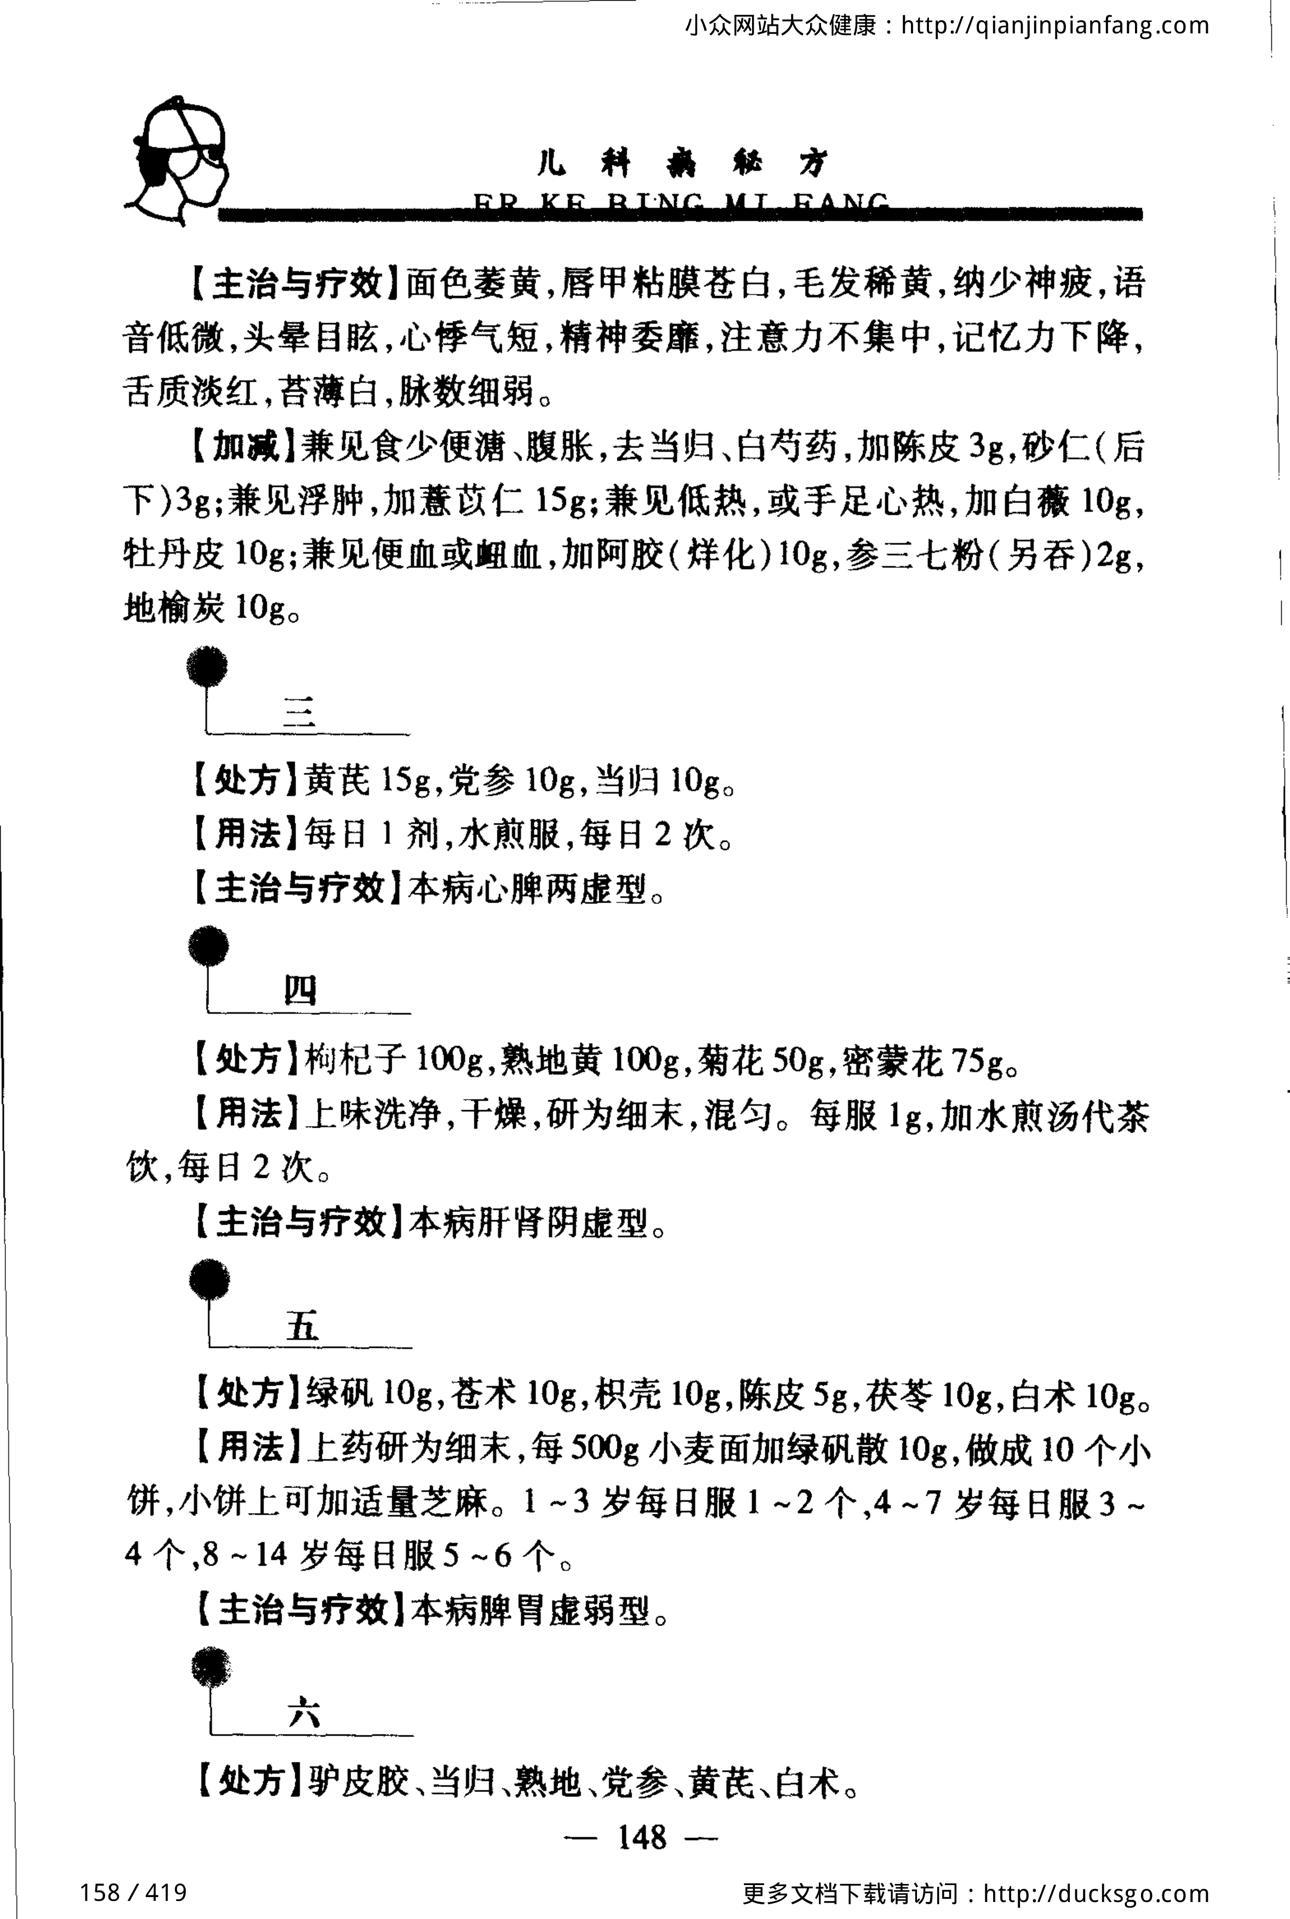 小众网站大众健康：http://qianjinpianfang.com
儿科病秘方
ER KE BING MI FANG
【主治与疗效】面色萎黄,唇甲粘膜苍白,毛发稀黄,纳少神疲,语
音低微,头晕目眩,心悸气短,精神委靡,注意力不集中,记忆力下降,
舌质淡红,苔薄白,脉数细弱。
【加减】兼见食少便溏、腹胀,去当归、白芍药,加陈皮 3g,砂仁(后
下)3g;兼见浮肿,加薏苡仁 15g;兼见低热,或手足心热,加白薇 10g,
牡丹皮 10g;兼见便血或衄血,加阿胶(烊化)10g,参三七粉(另吞)2g,
地榆炭 10g。
三
【处方】黄芪 15g,党参 10g,当归 10g。
【用法】每日 1 剂,水煎服,每日 2 次。
【主治与疗效】本病心脾两虚型。
四
【处方】枸杞子 100g,熟地黄 100g,菊花 50g,密蒙花 75g。
【用法】上味洗净,干燥,研为细末,混匀。每服 1g,加水煎汤代茶
饮,每日 2 次。
【主治与疗效】本病肝肾阴虚型。
五
【处方】绿矾 10g,苍术 10g,枳壳 10g,陈皮 5g,茯苓 10g,白术 10g。
【用法】上药研为细末,每 500g 小麦面加绿矾散 10g,做成 10 个小
饼,小饼上可加适量芝麻。1～3 岁每日服 1～2 个,4～7 岁每日服 3～
4 个,8～14 岁每日服 5～6 个。
【主治与疗效】本病脾胃虚弱型。
六
【处方】驴皮胶、当归、熟地、党参、黄芪、白术。
— 148 —
158 / 419
更多文档下载请访问：http://ducksgo.com